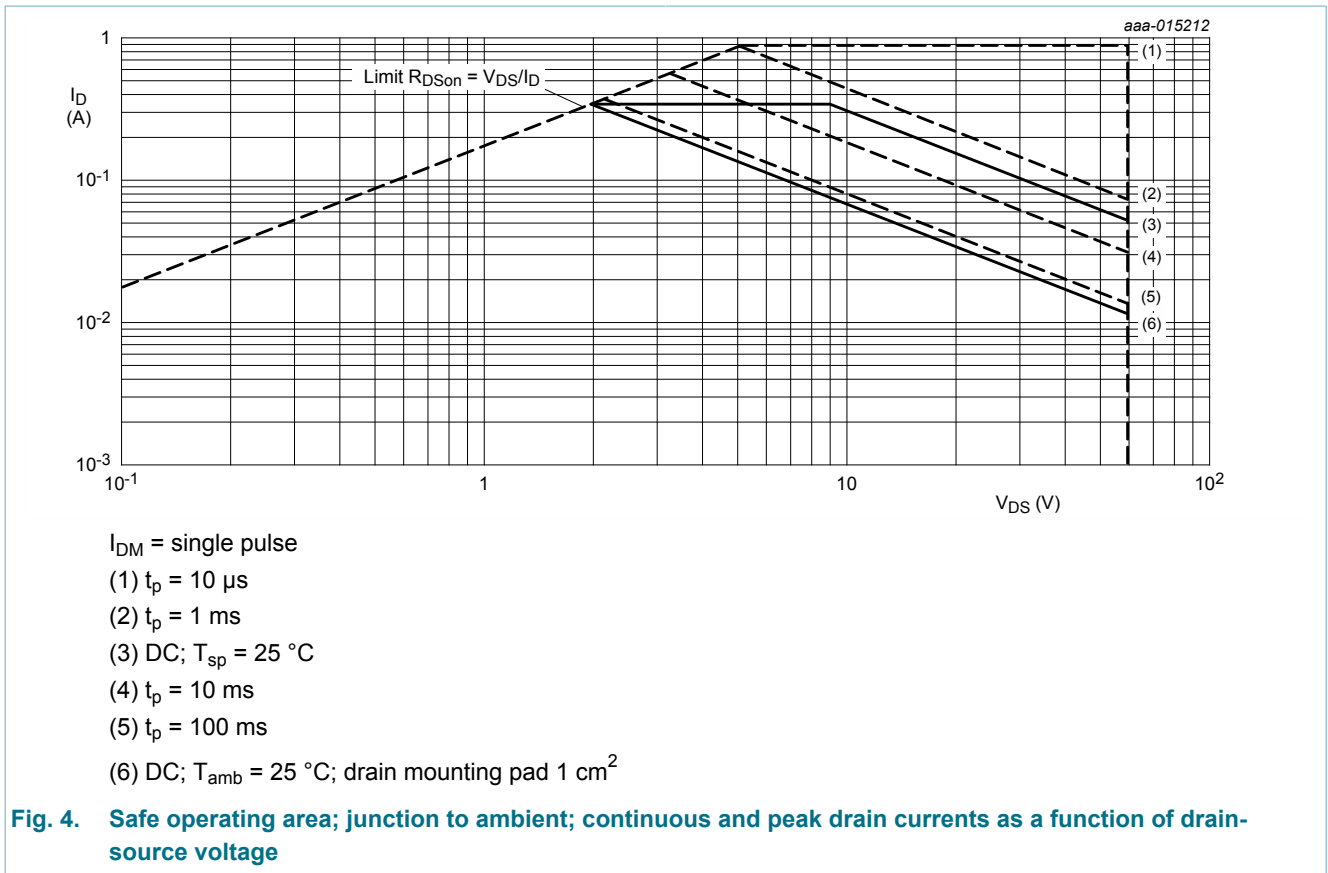 aaa-015212
1
I_D
(A)
Limit R_DSon = V_DS/I_D
(1)
10^-1
(2)
(3)
(4)
10^-2
(5)
(6)
10^-3
10^-1
1
10
10^2
V_DS (V)
I_DM = single pulse
(1) t_p = 10 µs
(2) t_p = 1 ms
(3) DC; T_sp = 25 °C
(4) t_p = 10 ms
(5) t_p = 100 ms
(6) DC; T_amb = 25 °C; drain mounting pad 1 cm^2
Fig. 4. Safe operating area; junction to ambient; continuous and peak drain currents as a function of drain-
source voltage